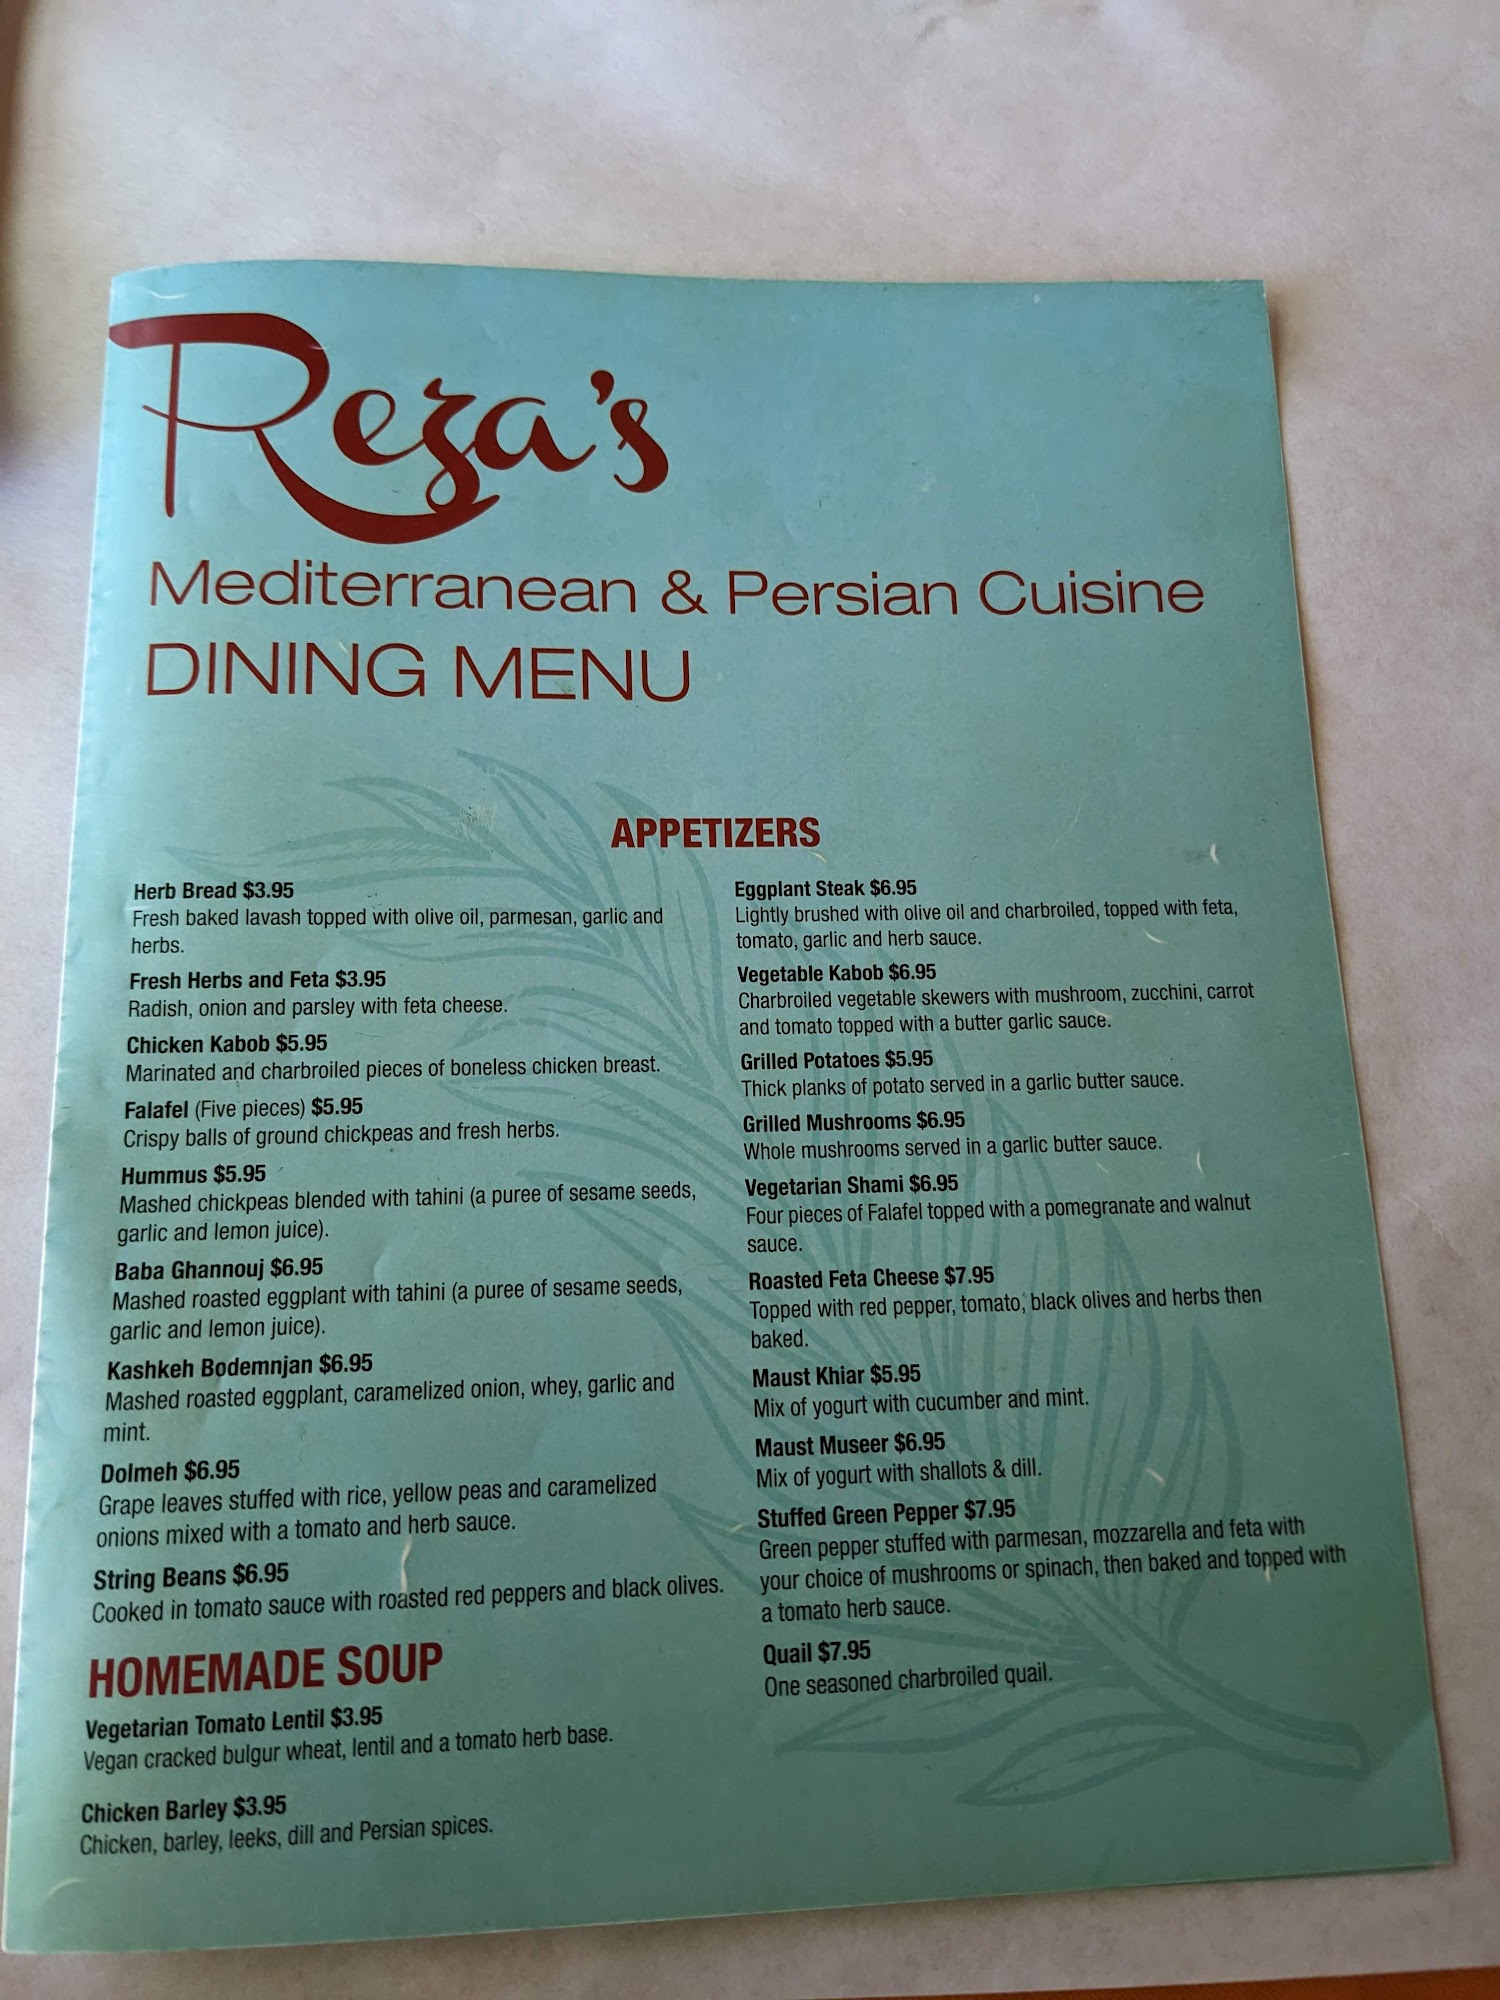 Reza's
Mediterranean & Persian Cuisine
DINING MENU
APPETIZERS
Herb Bread $3.95
Fresh baked lavash topped with olive oil, parmesan, garlic and
herbs.
Fresh Herbs and Feta $3.95
Radish, onion and parsley with feta cheese.
Chicken Kabob $5.95
Marinated and charbroiled pieces of boneless chicken breast.
Falafel (Five pieces) $5.95
Crispy balls of ground chickpeas and fresh herbs.
Hummus $5.95
Mashed chickpeas blended with tahini (a puree of sesame seeds,
garlic and lemon juice).
Baba Ghannouj $6.95
Mashed roasted eggplant with tahini (a puree of sesame seeds,
garlic and lemon juice).
Kashkeh Bodemnjan $6.95
Mashed roasted eggplant, caramelized onion, whey, garlic and
mint.
Dolmeh $6.95
Grape leaves stuffed with rice, yellow peas and caramelized
onions mixed with a tomato and herb sauce.
String Beans $6.95
Cooked in tomato sauce with roasted red peppers and black olives.
HOMEMADE SOUP
Vegetarian Tomato Lentil $3.95
Vegan cracked bulgur wheat, lentil and a tomato herb base.
Chicken Barley $3.95
Chicken, barley, leeks, dill and Persian spices.
Eggplant Steak $6.95
Lightly brushed with olive oil and charbroiled, topped with feta,
tomato, garlic and herb sauce.
Vegetable Kabob $6.95
Charbroiled vegetable skewers with mushroom, zucchini, carrot
and tomato topped with a butter garlic sauce.
Grilled Potatoes $5.95
Thick planks of potato served in a garlic butter sauce.
Grilled Mushrooms $6.95
Whole mushrooms served in a garlic butter sauce.
Vegetarian Shami $6.95
Four pieces of Falafel topped with a pomegranate and walnut
sauce.
Roasted Feta Cheese $7.95
Topped with red pepper, tomato, black olives and herbs then
baked.
Maust Khiar $5.95
Mix of yogurt with cucumber and mint.
Maust Museer $6.95
Mix of yogurt with shallots & dill.
Stuffed Green Pepper $7.95
Green pepper stuffed with parmesan, mozzarella and feta with
your choice of mushrooms or spinach, then baked and topped with
a tomato herb sauce.
Quail $7.95
One seasoned charbroiled quail.